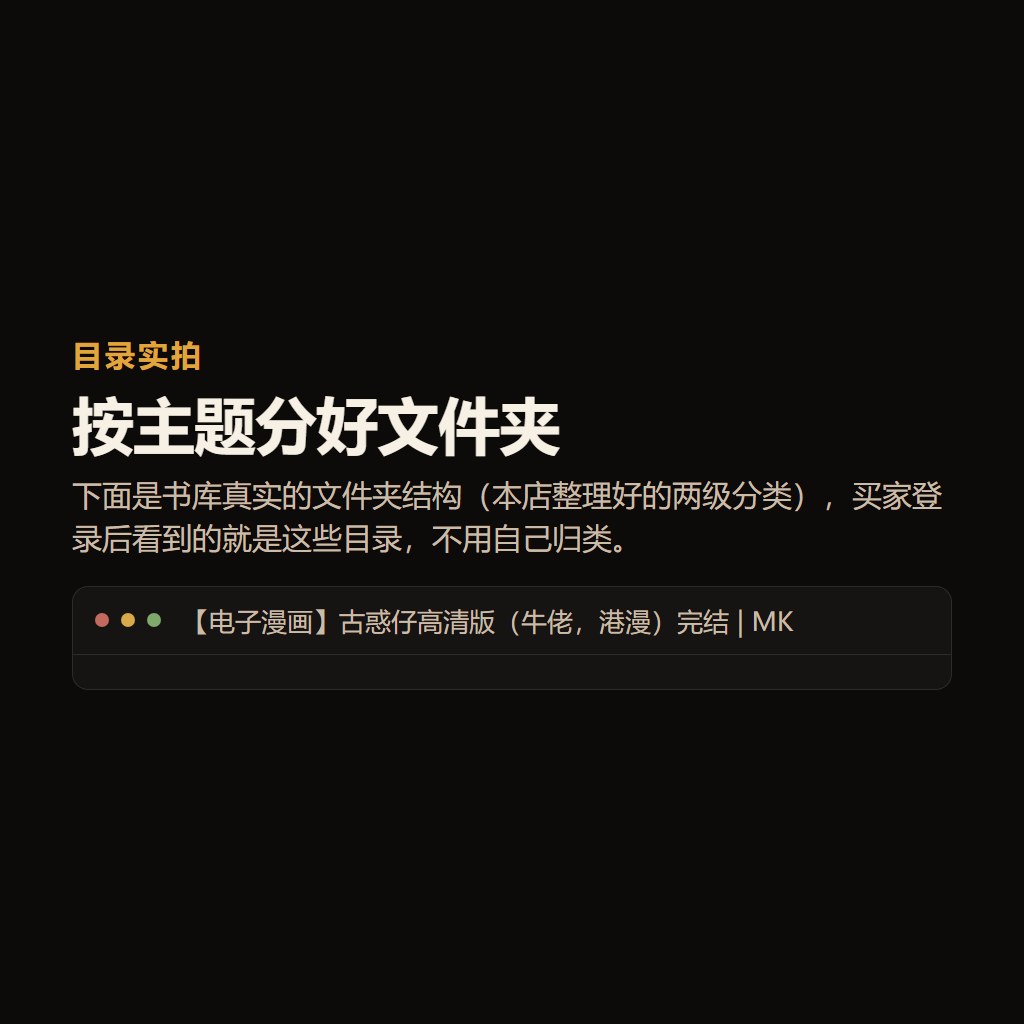 目录实拍
按主题分好文件夹
下面是书库真实的文件夹结构（本店整理好的两级分类），买家登
录后看到的就是这些目录，不用自己归类。
【电子漫画】古惑仔高清版（牛佬，港漫）完结 | MK